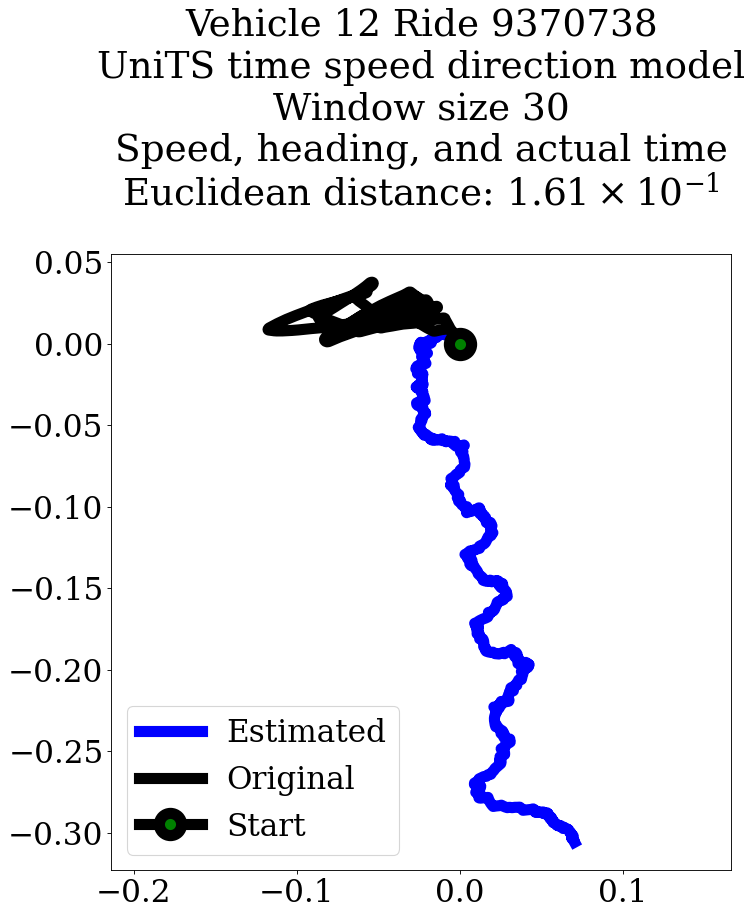 Vehicle 12 Ride 9370738
UniTS time speed direction model
Window size 30
Speed, heading, and actual time
Euclidean distance: 1.61 × 10⁻¹
0.05
0.00
−0.05
−0.10
−0.15
−0.20
−0.25
−0.30
Estimated
Original
Start
−0.2
−0.1
0.0
0.1